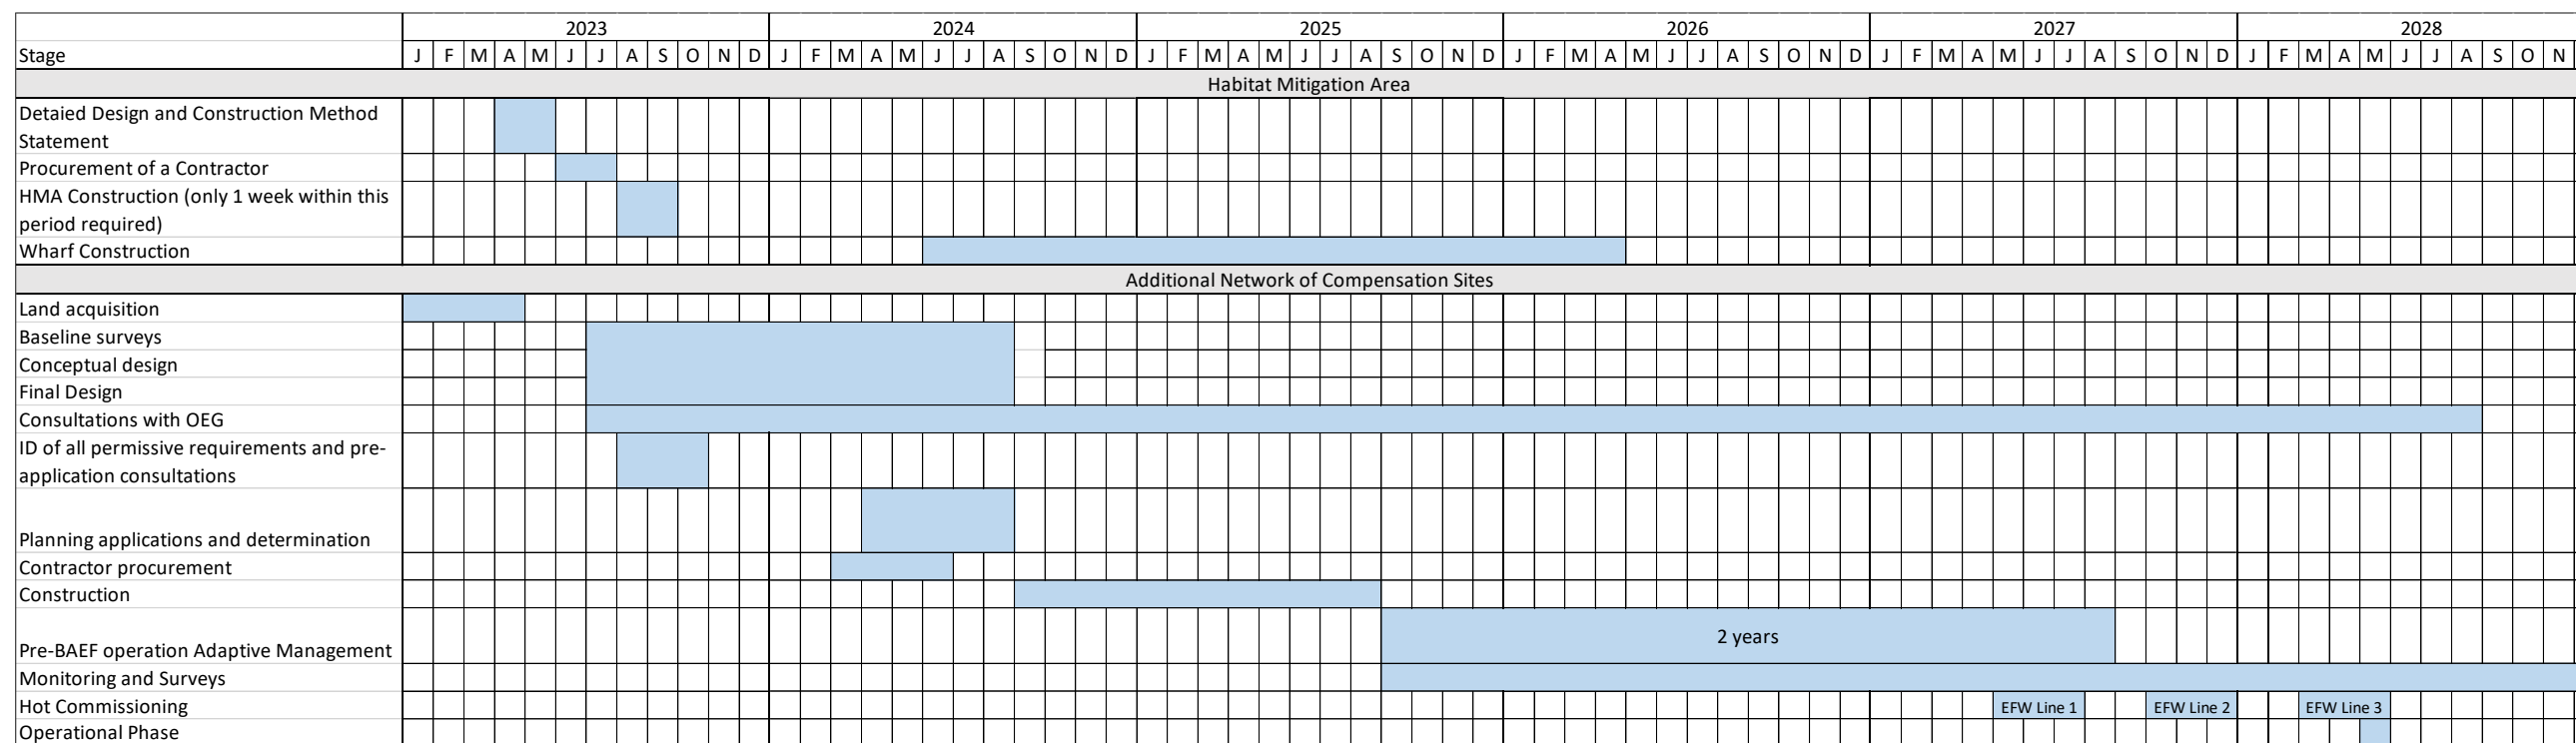 2023 2024 2025 2026 2027 2028
Stage J F M A M J J A S O N D J F M A M J J A S O N D J F M A M J J A S O N D J F M A M J J A S O N D J F M A M J J A S O N D J F M A M J J A S O N
Habitat Mitigation Area
Detaied Design and Construction Method
Statement
Procurement of a Contractor
HMA Construction (only 1 week within this
period required)
Wharf Construction
Additional Network of Compensation Sites
Land acquisition
Baseline surveys
Conceptual design
Final Design
Consultations with OEG
ID of all permissive requirements and pre-
application consultations
Planning applications and determination
Contractor procurement
Construction
2 years
Pre-BAEF operation Adaptive Management
Monitoring and Surveys
Hot Commissioning EFW Line 1 EFW Line 2 EFW Line 3
Operational Phase